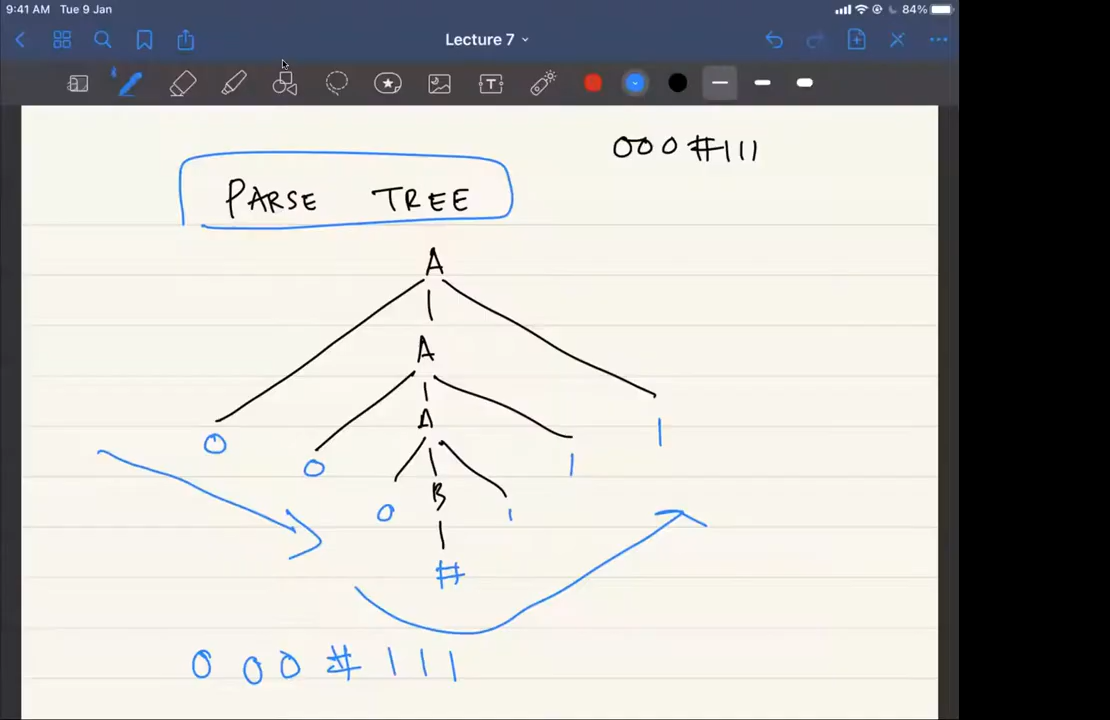 9:41 AM Tue 9 Jan
84%
Lecture 7
T
000#111
PARSE TREE
A
A
A
0
1
0
1
B
0
1
#
000#111